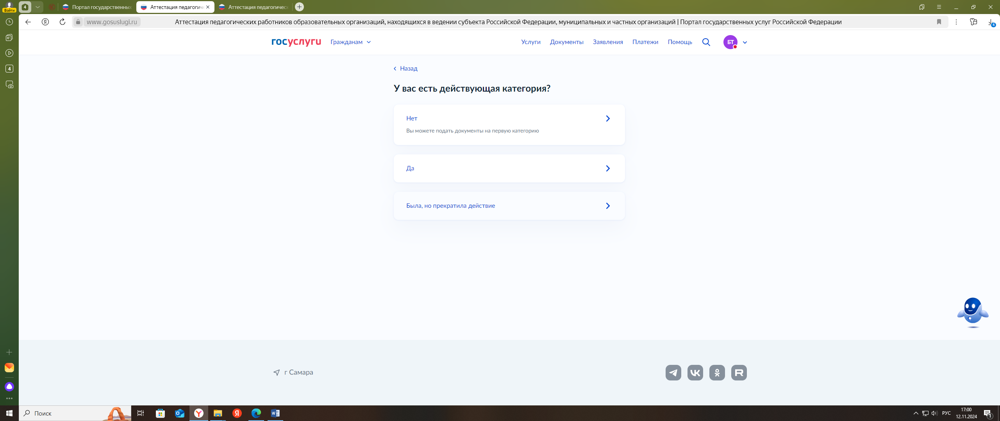 Войти
4
Портал государственных
Аттестация педагогич
Аттестация педагогическ
www.gosuslugi.ru
Аттестация педагогических работников образовательных организаций, находящихся в ведении субъекта Российской Федерации, муниципальных и частных организаций | Портал государственных услуг Российской Федерации
4
4
госуслуги
Гражданам
Услуги
Документы
Заявления
Платежи
Помощь
БТ
Назад
У вас есть действующая категория?
Нет
Вы можете подать документы на первую категорию
Да
Была, но прекратила действие
г Самара
Поиск
РУС
17:00
12.11.2024
1